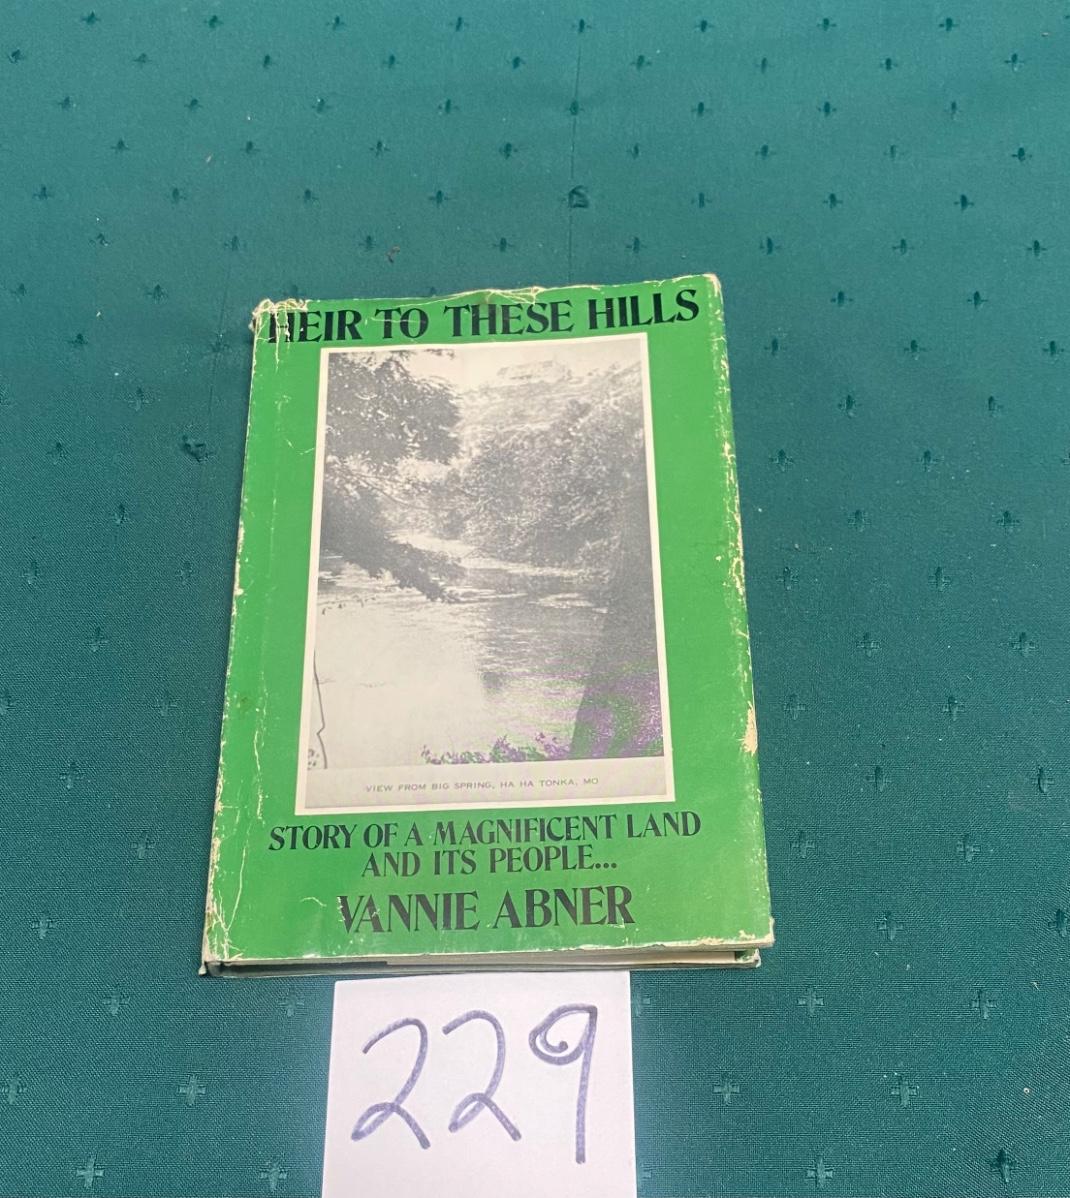 HEIR TO THESE HILLS
VIEW FROM BIG SPRING, HA HA TONKA, MO
STORY OF A MAGNIFICENT LAND
AND ITS PEOPLE...
VANNIE ABNER
229